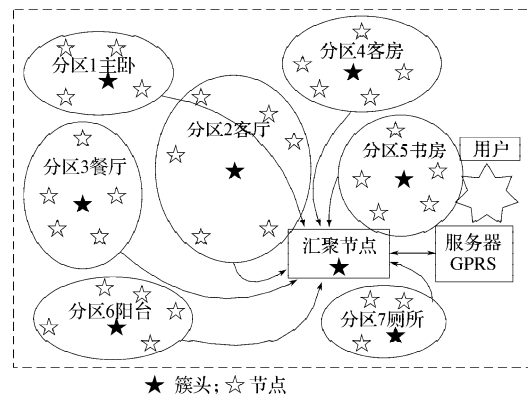 分区1主卧
分区4客房
分区2客厅
分区3餐厅
分区5书房
用户
汇聚节点
服务器
GPRS
分区6阳台
分区7厕所
★ 簇头;☆ 节点